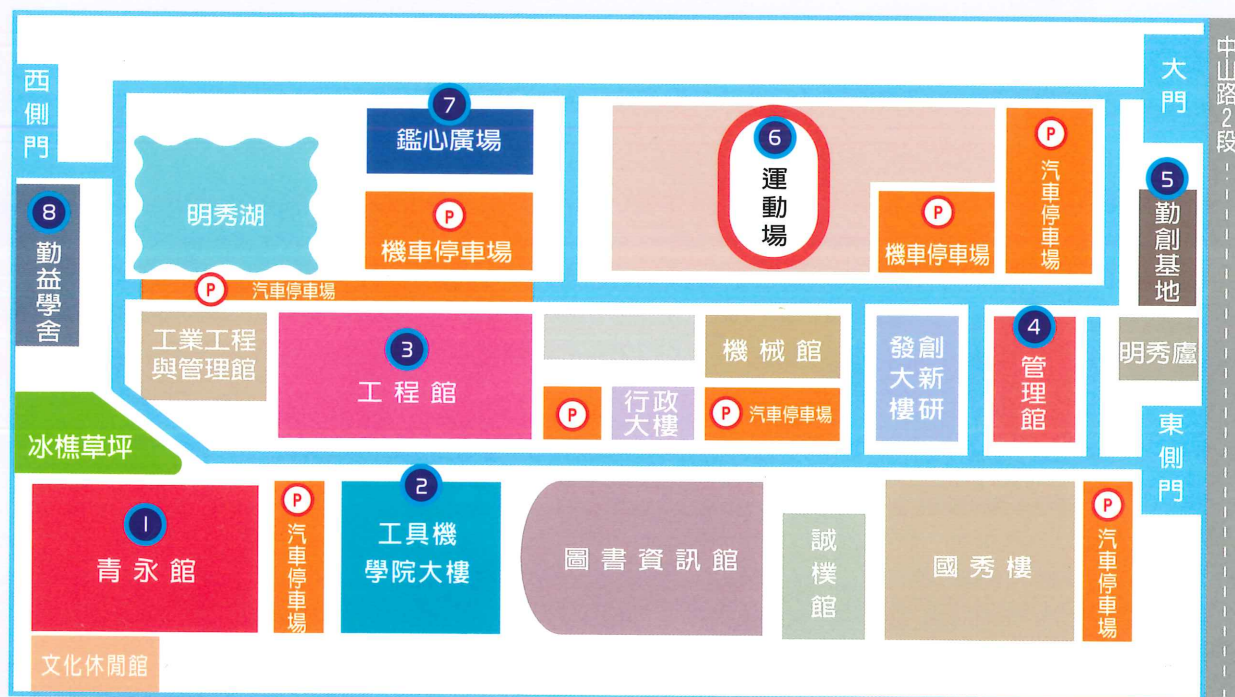 西側門
7
鑑心廣場
明秀湖
P
機車停車場
P
汽車停車場
6
運動場
P
機車停車場
P
汽車停車場
大門
中山路2段
5
勤創基地
8
勤益學舍
工業工程
與管理館
3
工程館
機械館
P
行政
大樓
P
汽車停車場
創新研
發大樓
4
管理館
明秀廬
東側門
冰樵草坪
1
青永館
P
汽車停車場
2
工具機
學院大樓
圖書資訊館
誠樸館
國秀樓
P
汽車停車場
文化休閒館